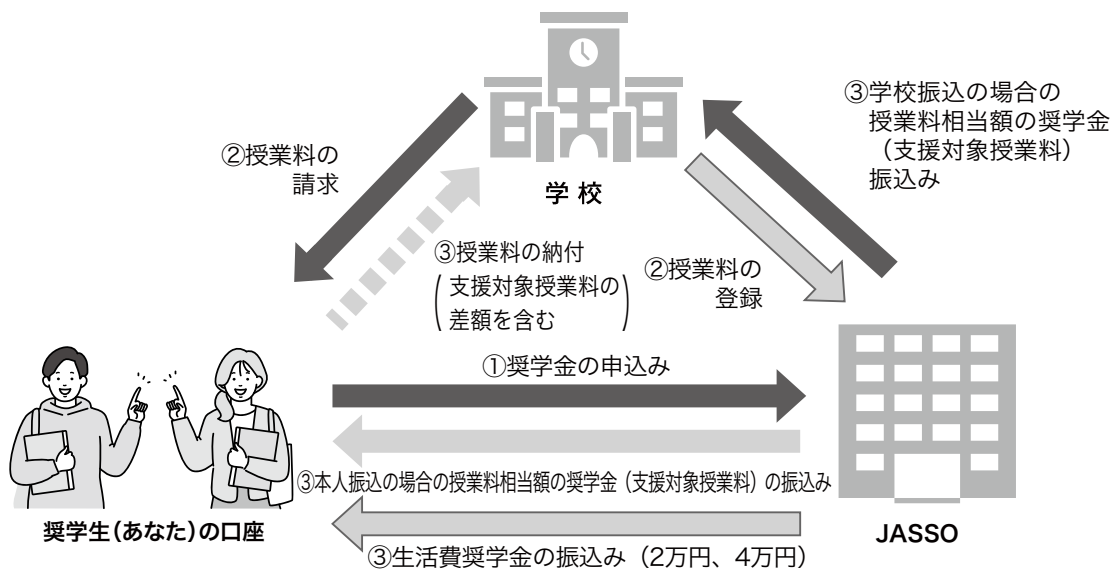 ③学校振込の場合の
授業料相当額の奨学金
（支援対象授業料）
振込み
②授業料の
請求
学校
③授業料の納付
(支援対象授業料の
差額を含む)
②授業料の
登録
①奨学金の申込み
③本人振込の場合の授業料相当額の奨学金（支援対象授業料）の振込み
奨学生（あなた）の口座
JASSO
③生活費奨学金の振込み（2万円、4万円）